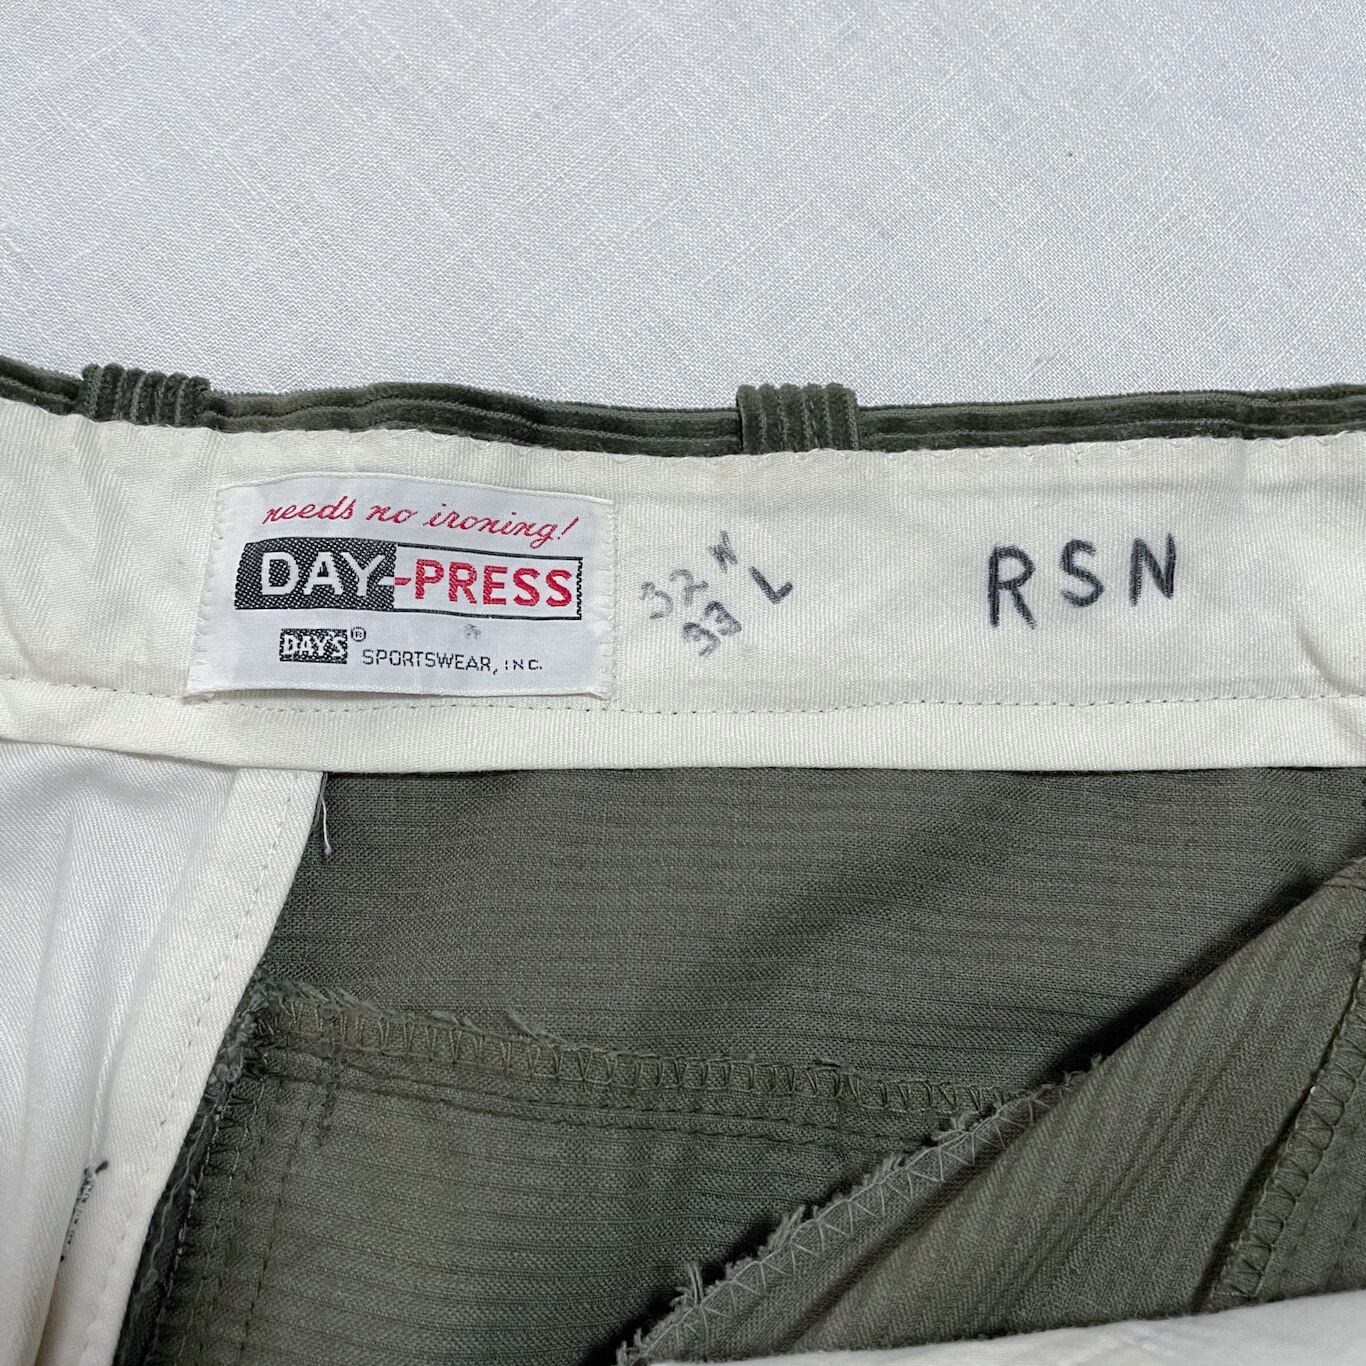 needs no ironing!
DAY-PRESS
DAY'S® SPORTSWEAR, INC.
32 W
33 L
RSN